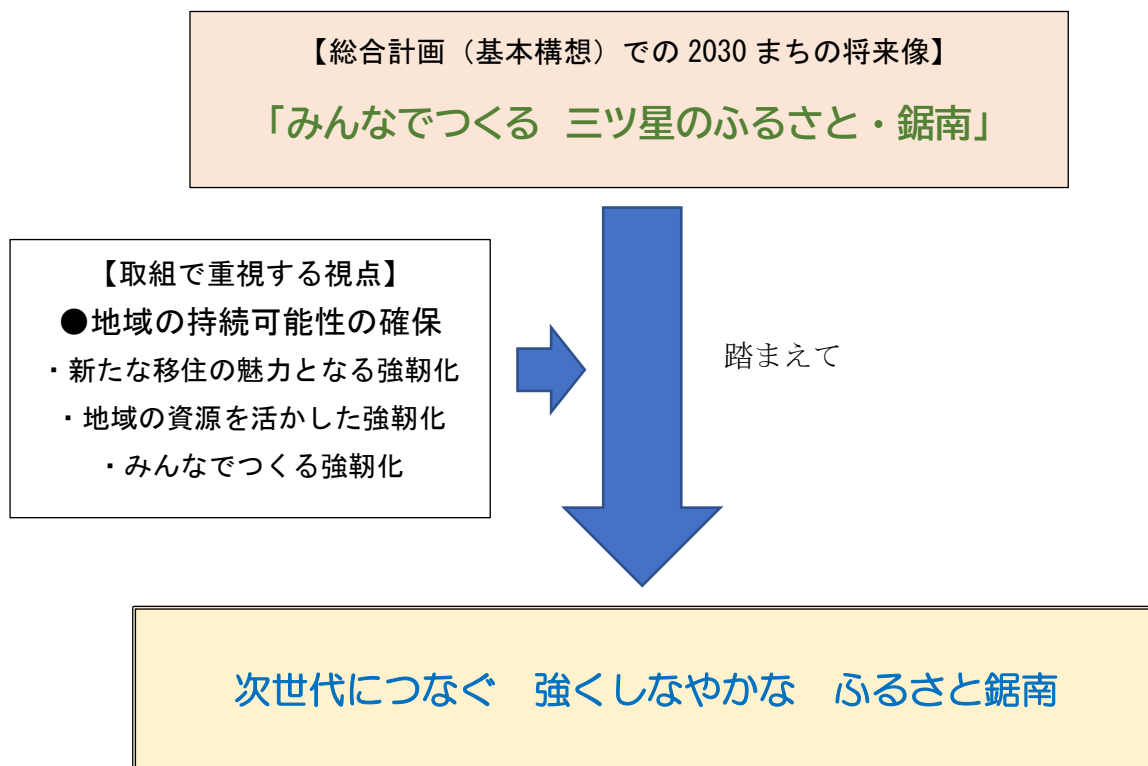 【総合計画（基本構想）での 2030 まちの将来像】
「みんなでつくる 三ツ星のふるさと・鋸南」
【取組で重視する視点】
●地域の持続可能性の確保
・新たな移住の魅力となる強靭化
・地域の資源を活かした強靭化
・みんなでつくる強靭化
踏まえて
次世代につなぐ 強くしなやかな ふるさと鋸南